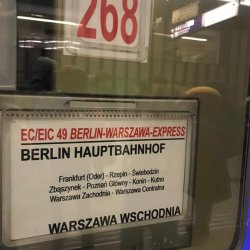 268
EC/EIC 49 BERLIN-WARSZAWA-EXPRESS
BERLIN HAUPTBAHNHOF
Frankfurt (Oder) - Rzepin - Świebodzin
Zbąszynek - Poznań Główny - Konin - Kutno
Warszawa Zachodnia - Warszawa Centralna
WARSZAWA WSCHODNIA